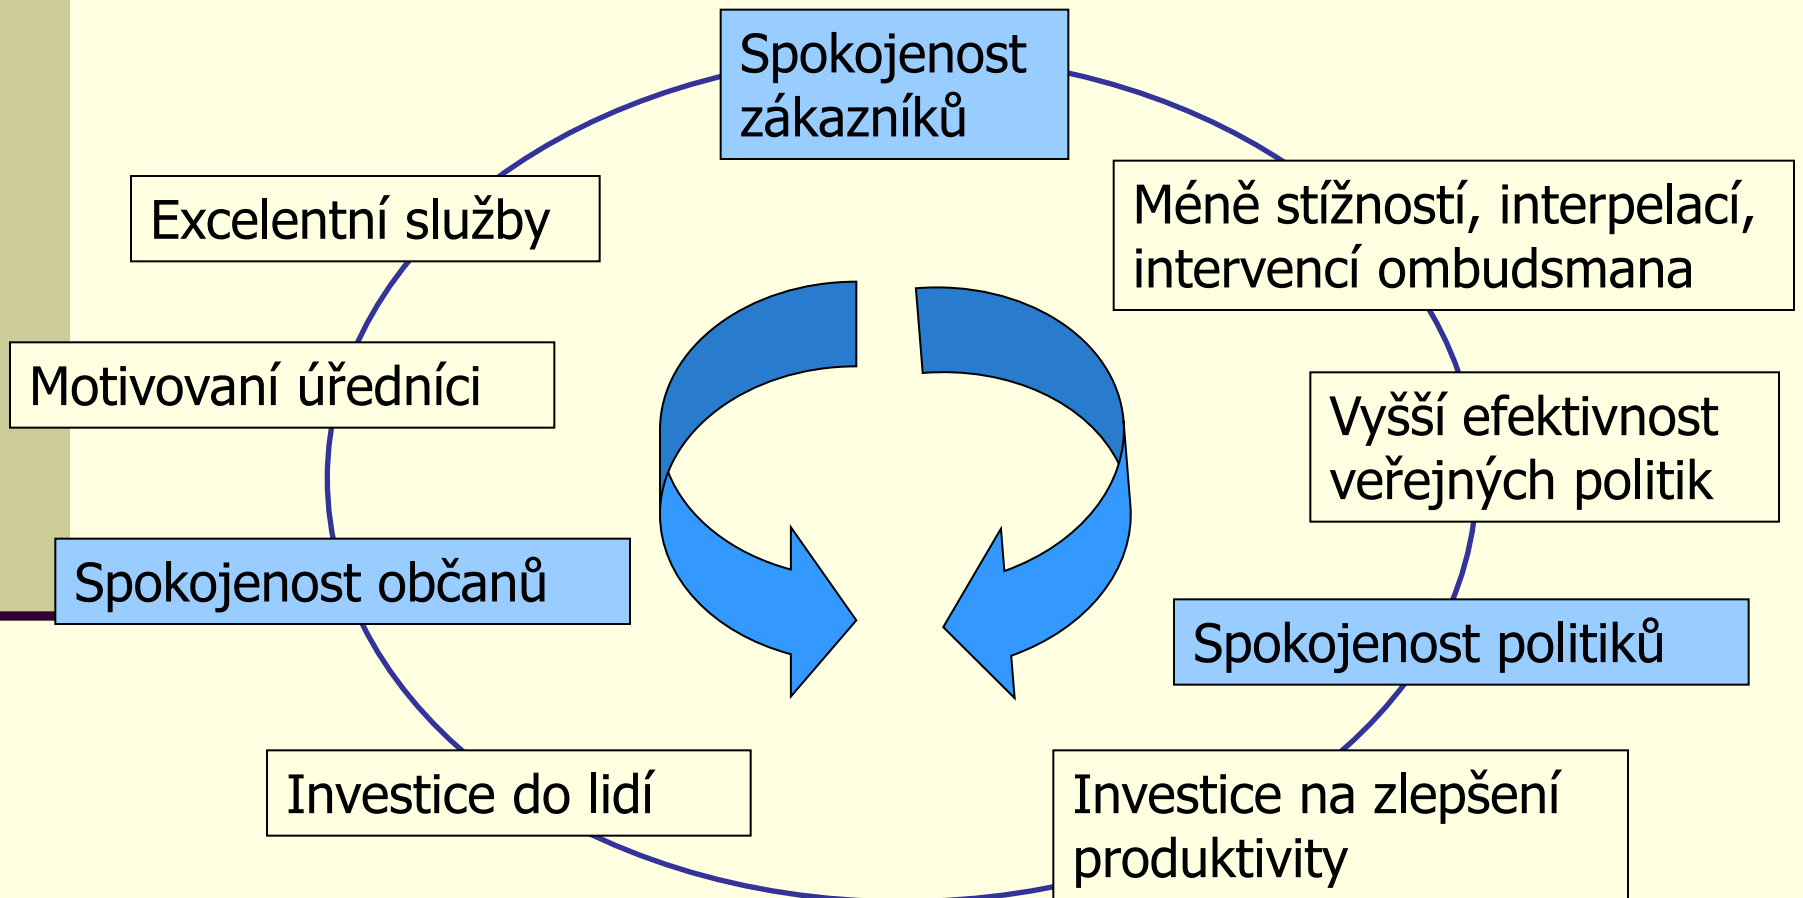 Spokojenost
zákazníků
Excelentní služby
Méně stížností, interpelací,
intervencí ombudsmana
Motivovaní úředníci
Vyšší efektivnost
veřejných politik
Spokojenost občanů
Spokojenost politiků
Investice do lidí
Investice na zlepšení
produktivity